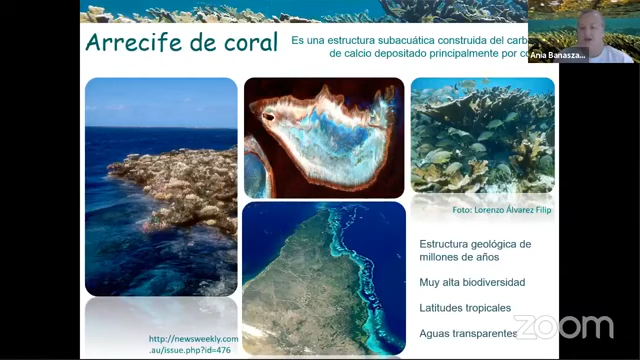 Arrecife de coral
Es una estructura subacuática construida del carb
de calcio depositado principalmente por
Ania Banasza...
Foto: Lorenzo Álvarez Filip
Estructura geológica de
millones de años
Muy alta biodiversidad
Latitudes tropicales
Aguas transparentes
zoom
http://newsweekly.com
.au/issue.php?id=476